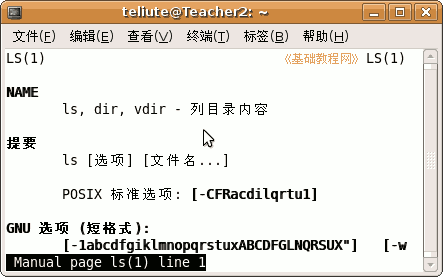 teliute@Teacher2: ~
文件(F) 编辑(E) 查看(V) 终端(T) 标签(B) 帮助(H)
LS(1) 《基础教程网》 LS(1)
NAME
ls, dir, vdir - 列目录内容
提要
ls [选项] [文件名...]
POSIX 标准选项: [-CFRacdilqrtu1]
GNU 选项 (短格式):
[-1abcdfgiklmnopqrstuxABCDFGLNQRSUX"] [-w
Manual page ls(1) line 1